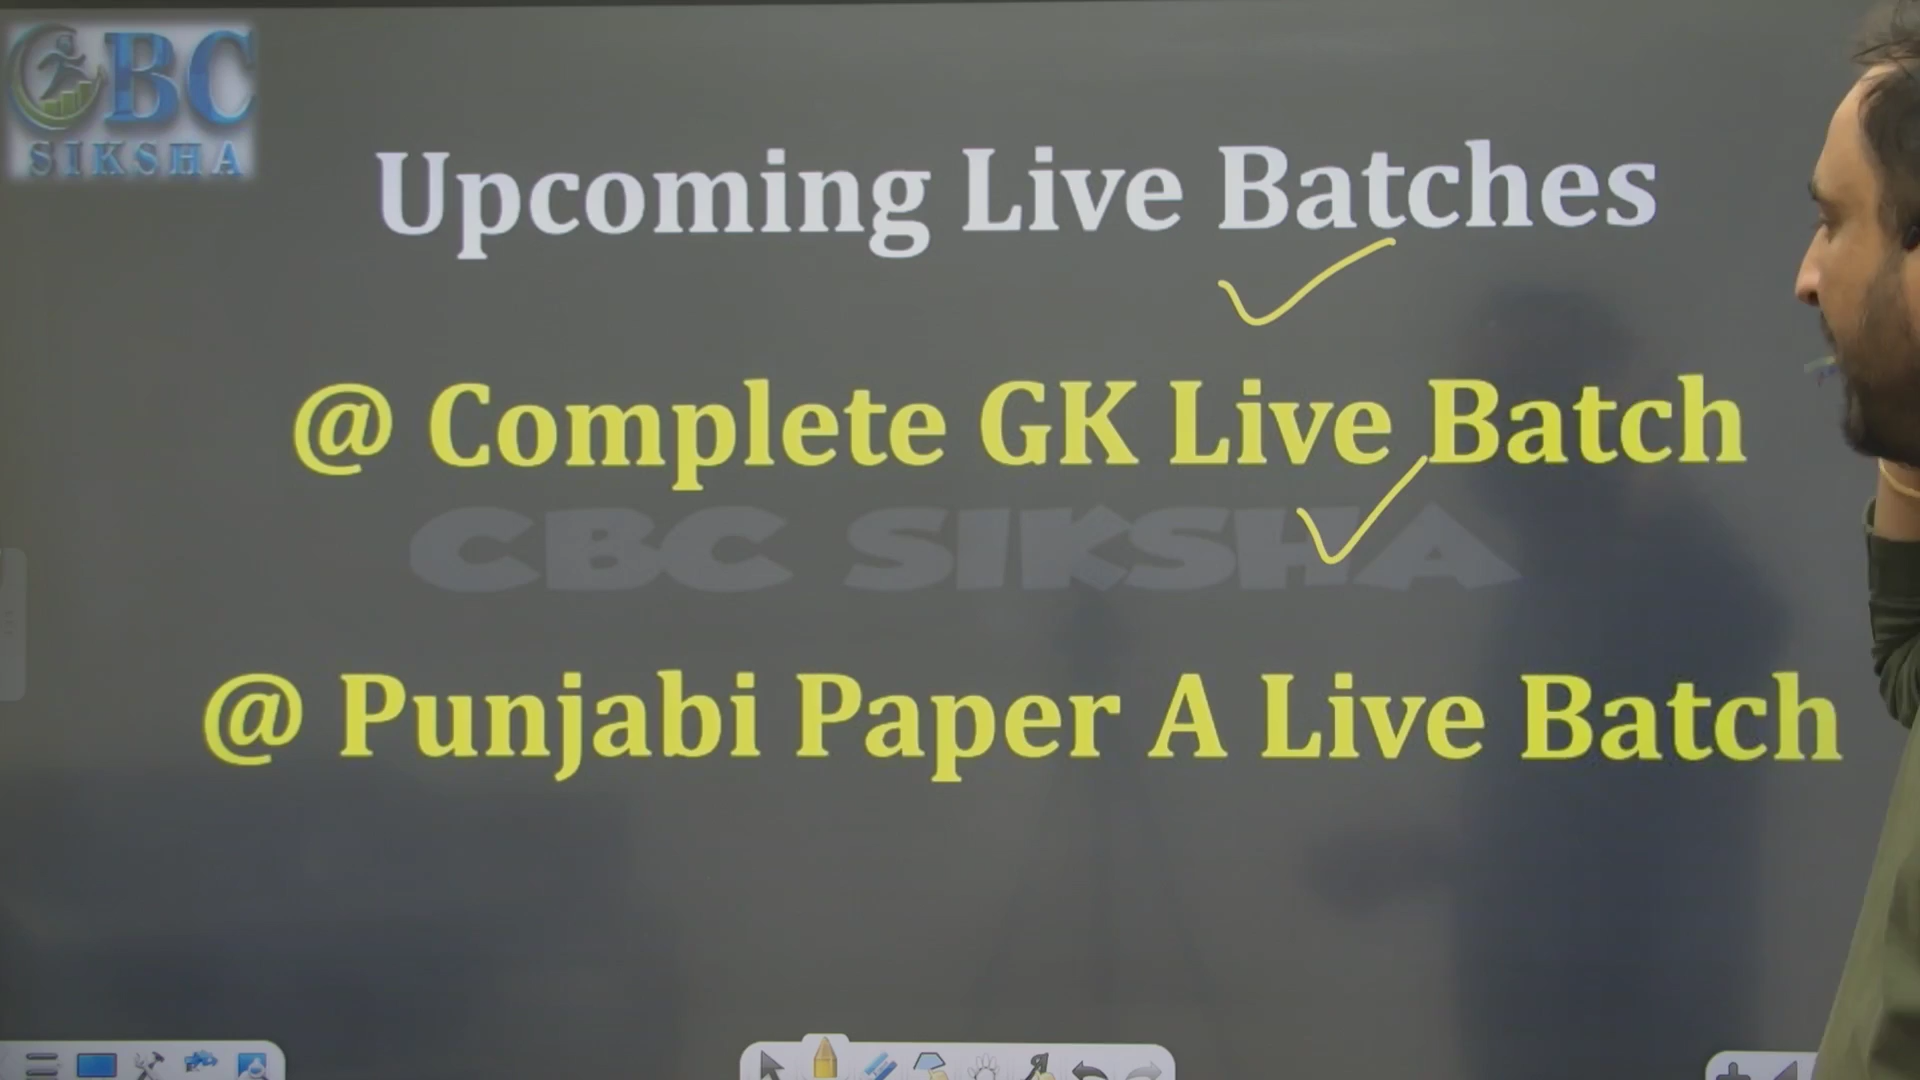 CBC
SIKSHA
Upcoming Live Batches
@ Complete GK Live Batch
CBC SIKSHA
@ Punjabi Paper A Live Batch